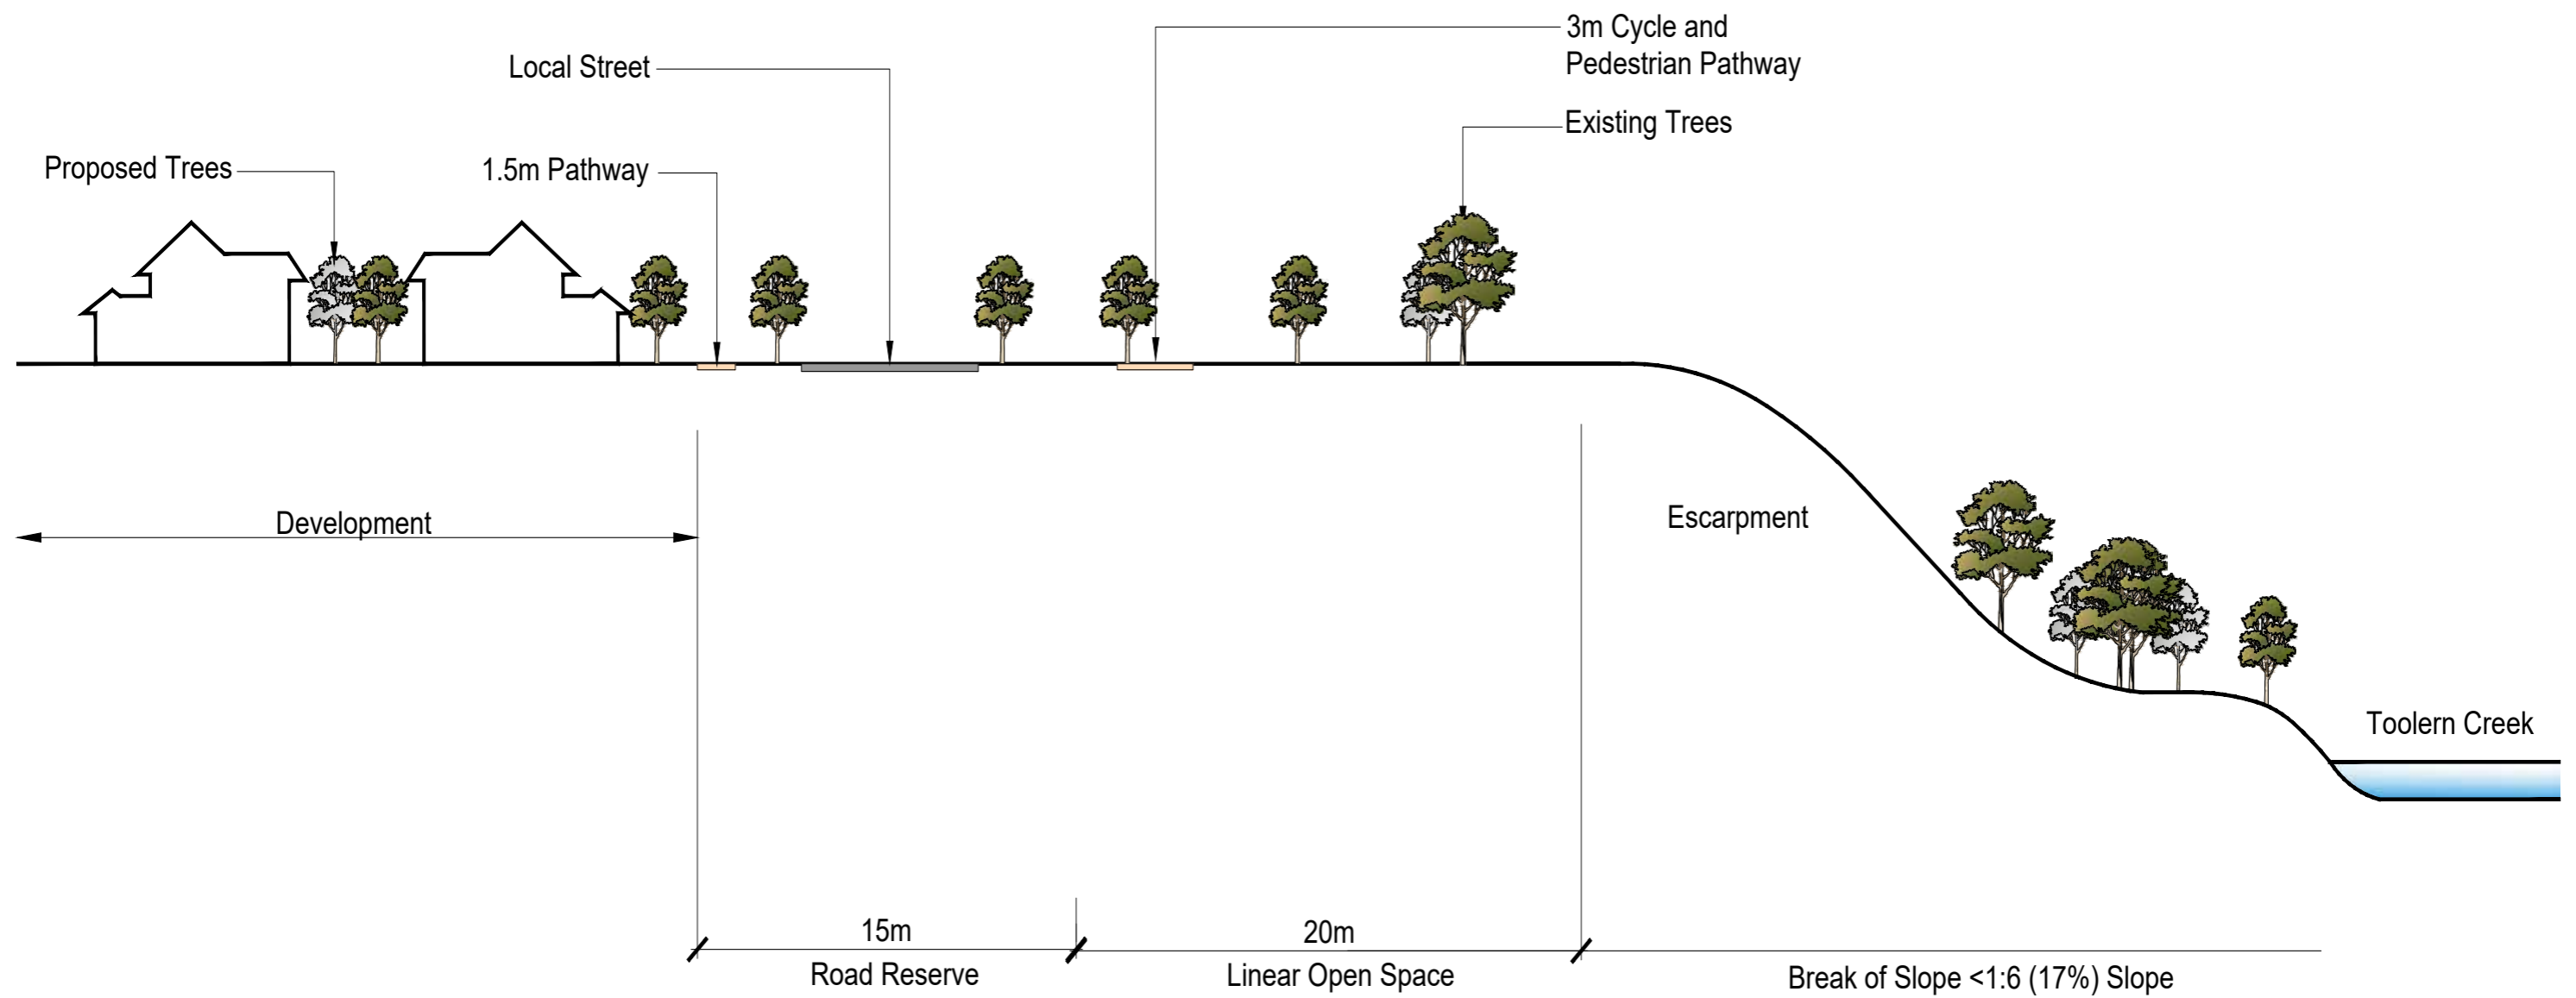 3m Cycle and
Pedestrian Pathway
Local Street
Existing Trees
Proposed Trees
1.5m Pathway
Development
Escarpment
Toolern Creek
15m
20m
Road Reserve
Linear Open Space
Break of Slope <1:6 (17%) Slope